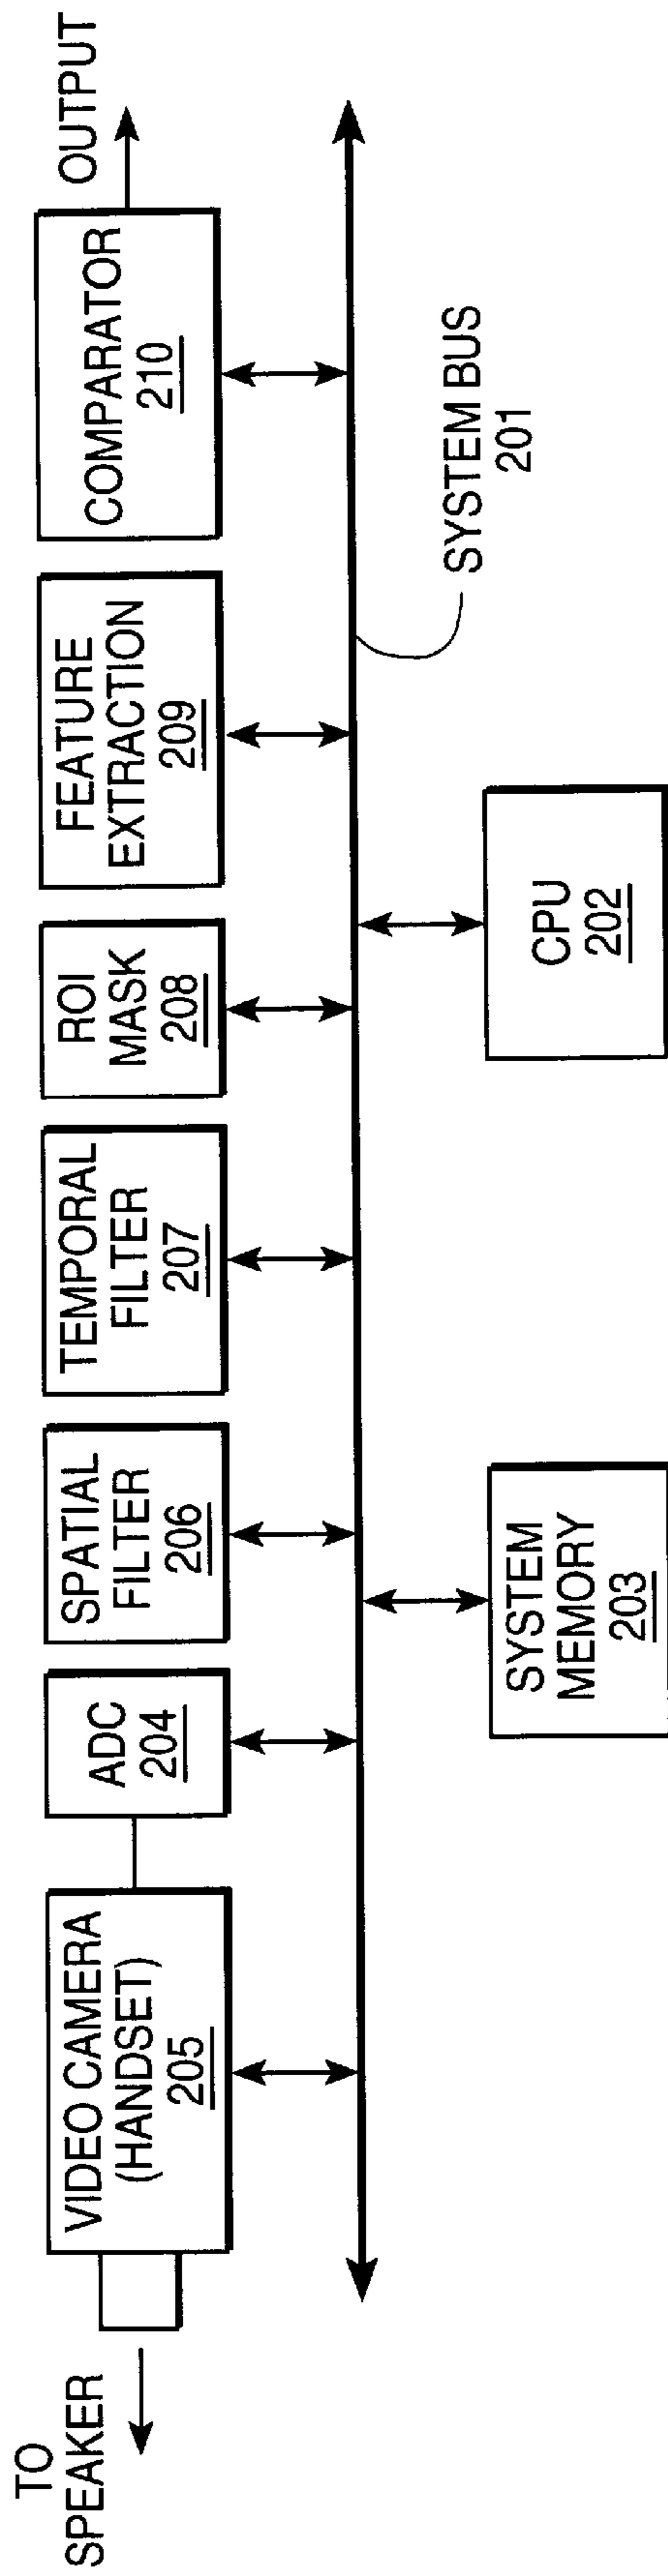 TO
SPEAKER
VIDEO CAMERA
(HANDSET)
205
ADC
204
SPATIAL
FILTER
206
TEMPORAL
FILTER
207
ROI
MASK
208
FEATURE
EXTRACTION
209
COMPARATOR
210
OUTPUT
SYSTEM BUS
201
SYSTEM
MEMORY
203
CPU
202